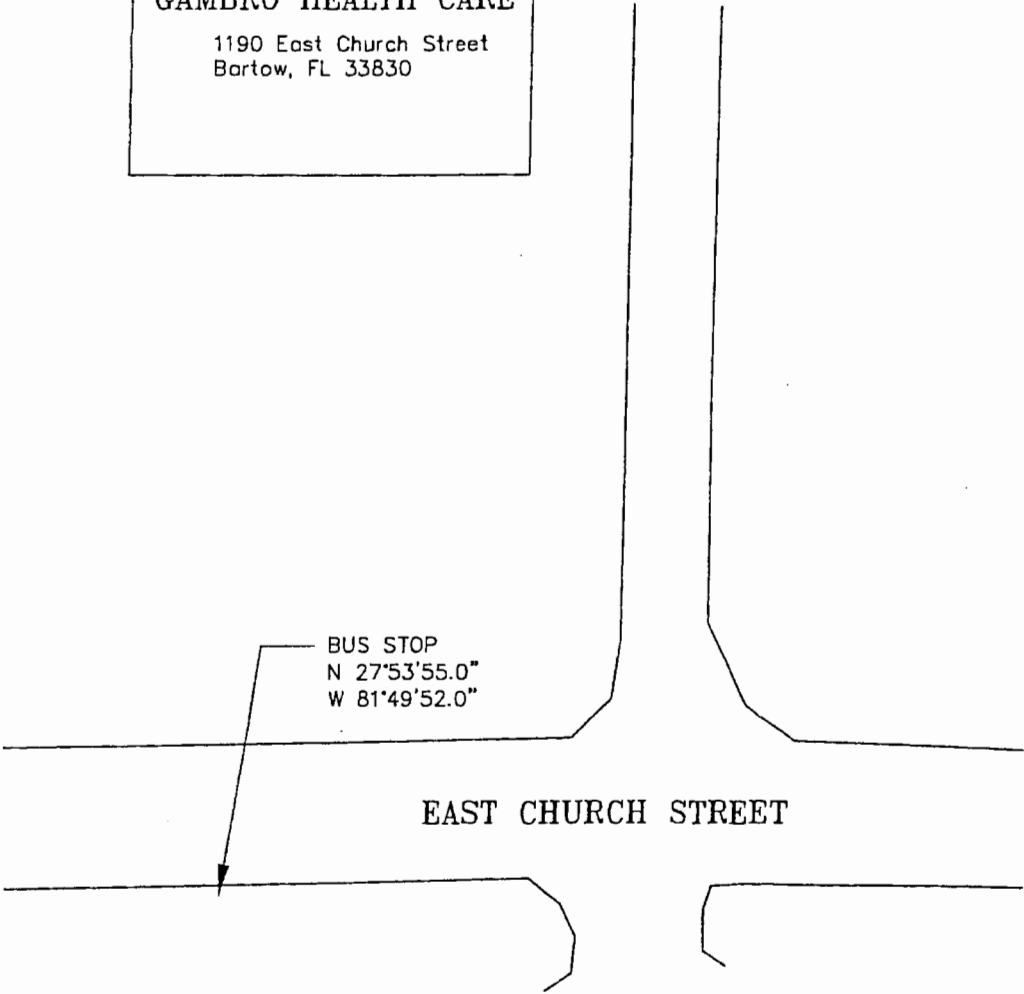 GAMBRO HEALTH CARE
1190 East Church Street
Bartow, FL 33830
BUS STOP
N 27°53'55.0"
W 81°49'52.0"
EAST CHURCH STREET